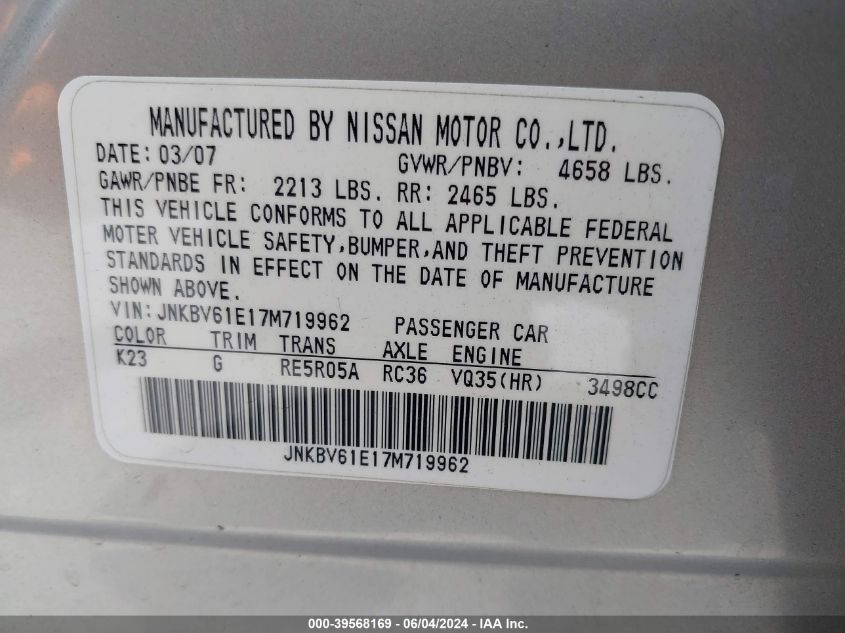 MANUFACTURED BY NISSAN MOTOR CO.,LTD.
DATE: 03/07 GVWR/PNBV: 4658 LBS.
GAWR/PNBE FR: 2213 LBS. RR: 2465 LBS.
THIS VEHICLE CONFORMS TO ALL APPLICABLE FEDERAL
MOTER VEHICLE SAFETY,BUMPER,AND THEFT PREVENTION
STANDARDS IN EFFECT ON THE DATE OF MANUFACTURE
SHOWN ABOVE.
VIN:JNKBV61E17M719962 PASSENGER CAR
COLOR TRIM TRANS AXLE ENGINE
K23 G RE5R05A RC36 VQ35(HR) 3498CC
JNKBV61E17M719962
000-39568169 - 06/04/2024 - IAA Inc.